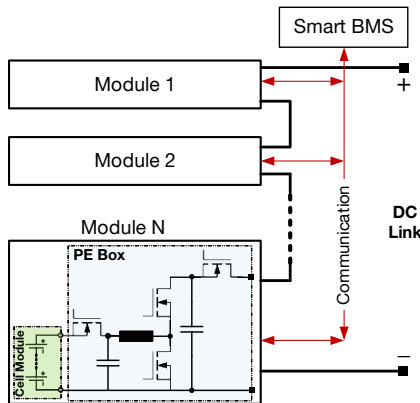 Smart BMS
Module 1
+
Module 2
Communication
DC
Link
Module N
PE Box
Cell Module
+
+
−